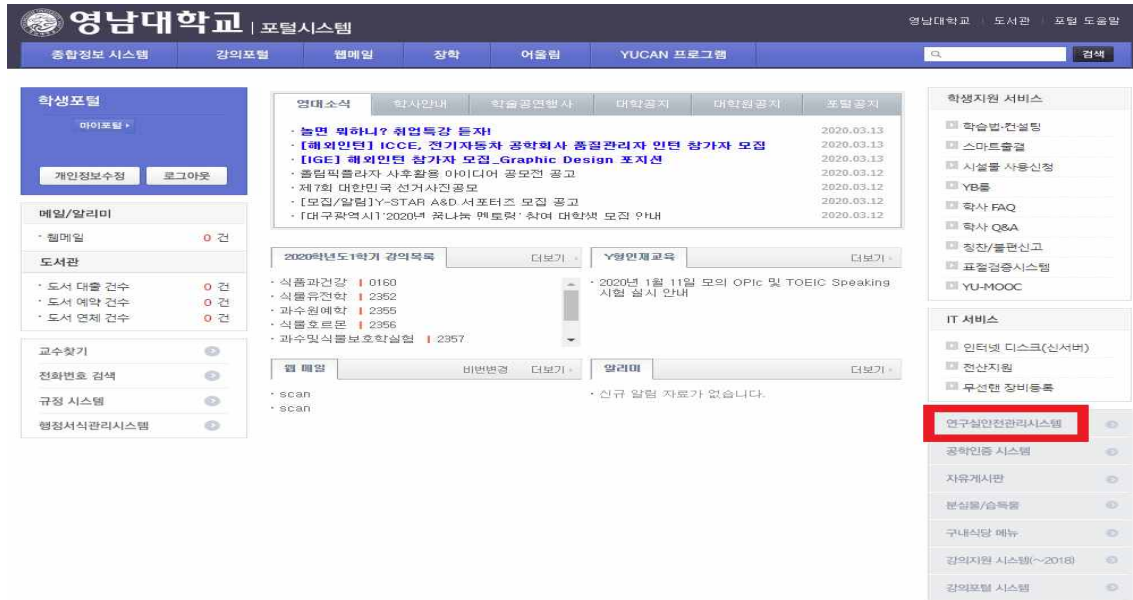 영남대학교 | 포털시스템
영남대학교 | 도서관 | 포털 도움말
종합정보 시스템 강의포털 웹메일 장학 어울림 YUCAN 프로그램 검색
학생포털
마이포털
개인정보수정 로그아웃
메일/알리미
· 웹메일 0 건
도서관
· 도서 대출 건수 0 건
· 도서 예약 건수 0 건
· 도서 연체 건수 0 건
교수찾기
전화번호 검색
규정 시스템
행정서식관리시스템
영대소식 학사안내 학술공연행사 대학공지 대학원공지 포털공지
· 놀면 뭐하니? 취업특강 듣자! 2020.03.13
· [해외인턴] ICCE, 전기자동차 공학회사 품질관리자 인턴 참가자 모집 2020.03.13
· [IGE] 해외인턴 참가자 모집_Graphic Design 포지션 2020.03.13
· 올림픽플라자 사후활용 아이디어 공모전 공고 2020.03.12
· 제7회 대한민국 선거사진공모 2020.03.12
· [모집/알림]Y-STAR A&D 서포터즈 모집 공고 2020.03.12
· [대구광역시]'2020년 꿈나눔 멘토링' 참여 대학생 모집 안내 2020.03.12
2020학년도1학기 강의목록 더보기
· 식품과건강 | 0160
· 식물유전학 | 2352
· 과수원예학 | 2355
· 식물호르몬 | 2356
· 과수및식물보호학실험 | 2357
Y형인재교육 더보기
· 2020년 1월 11일 모의 OPIc 및 TOEIC Speaking
시험 실시 안내
웹 메일 비번변경 더보기
· scan
· scan
알리미 더보기
· 신규 알림 자료가 없습니다.
학생지원 서비스
학습법·컨설팅
스마트출결
시설물 사용신청
YB룸
학사 FAQ
학사 Q&A
칭찬/불편신고
표절검증시스템
YU-MOOC
IT 서비스
인터넷 디스크(신서버)
전산지원
무선랜 장비등록
연구실안전관리시스템
공학인증 시스템
자유게시판
분실물/습득물
구내식당 메뉴
강의지원 시스템(~2018)
강의포털 시스템